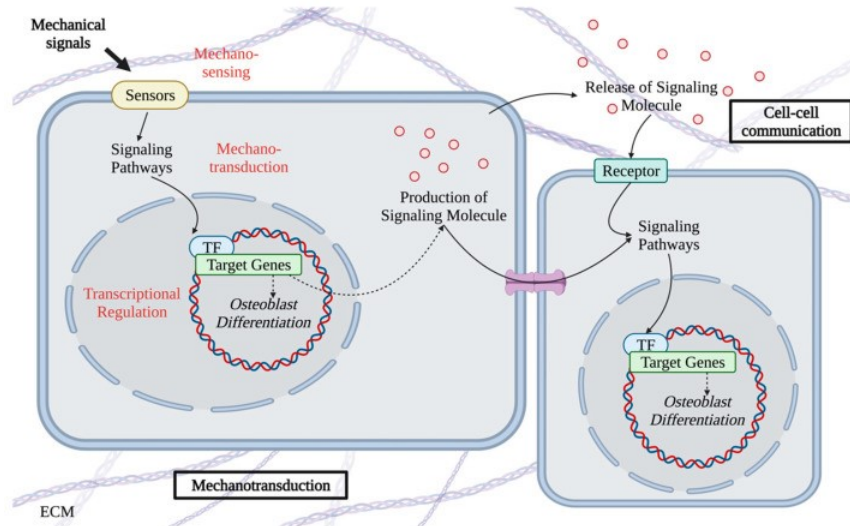 Mechanical
signals
Mechano-
sensing
Sensors
Signaling
Pathways
Mechano-
transduction
TF
Target Genes
Transcriptional
Regulation
Osteoblast
Differentiation
Production of
Signaling Molecule
Release of Signaling
Molecule
Cell-cell
communication
Receptor
Signaling
Pathways
TF
Target Genes
Osteoblast
Differentiation
Mechanotransduction
ECM